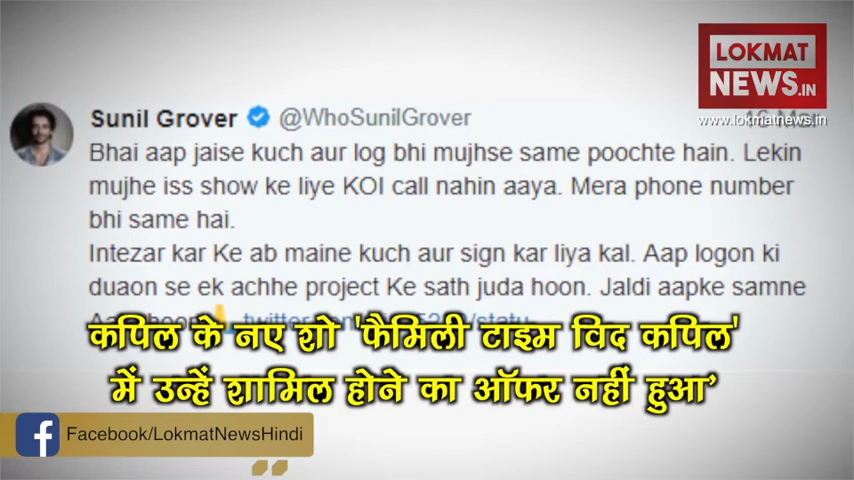 LOKMAT
NEWS.IN
www.lokmatnews.in
Sunil Grover @WhoSunilGrover
Bhai aap jaise kuch aur log bhi mujhse same poochte hain. Lekin
mujhe iss show ke liye KOI call nahin aaya. Mera phone number
bhi same hai.
Intezar kar Ke ab maine kuch aur sign kar liya kal. Aap logon ki
duaon se ek achhe project Ke sath juda hoon. Jaldi aapke samne
कपिल के नए शो 'फैमिली टाइम विद कपिल'
में उन्हें शामिल होने का ऑफर नहीं हुआ’
Facebook/LokmatNewsHindi